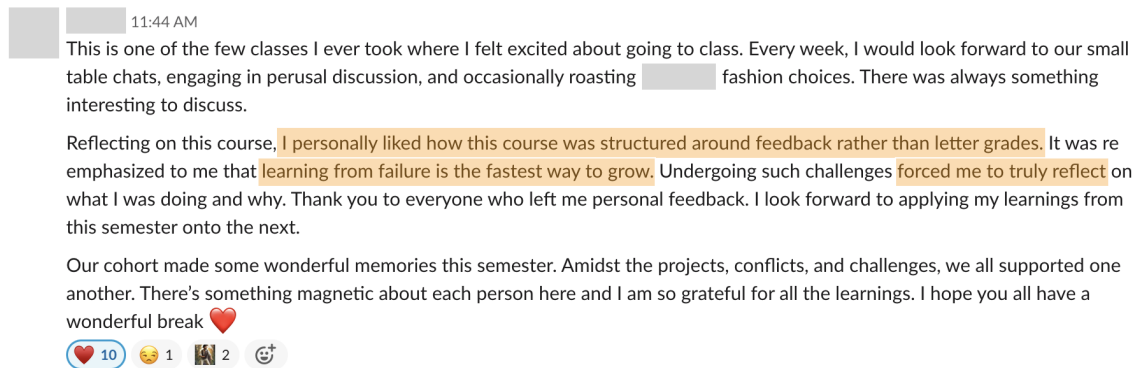 11:44 AM
This is one of the few classes I ever took where I felt excited about going to class. Every week, I would look forward to our small
table chats, engaging in perusal discussion, and occasionally roasting fashion choices. There was always something
interesting to discuss.
Reflecting on this course, I personally liked how this course was structured around feedback rather than letter grades. It was re
emphasized to me that learning from failure is the fastest way to grow. Undergoing such challenges forced me to truly reflect on
what I was doing and why. Thank you to everyone who left me personal feedback. I look forward to applying my learnings from
this semester onto the next.
Our cohort made some wonderful memories this semester. Amidst the projects, conflicts, and challenges, we all supported one
another. There’s something magnetic about each person here and I am so grateful for all the learnings. I hope you all have a
wonderful break ❤️
❤️ 10 😒 1 2